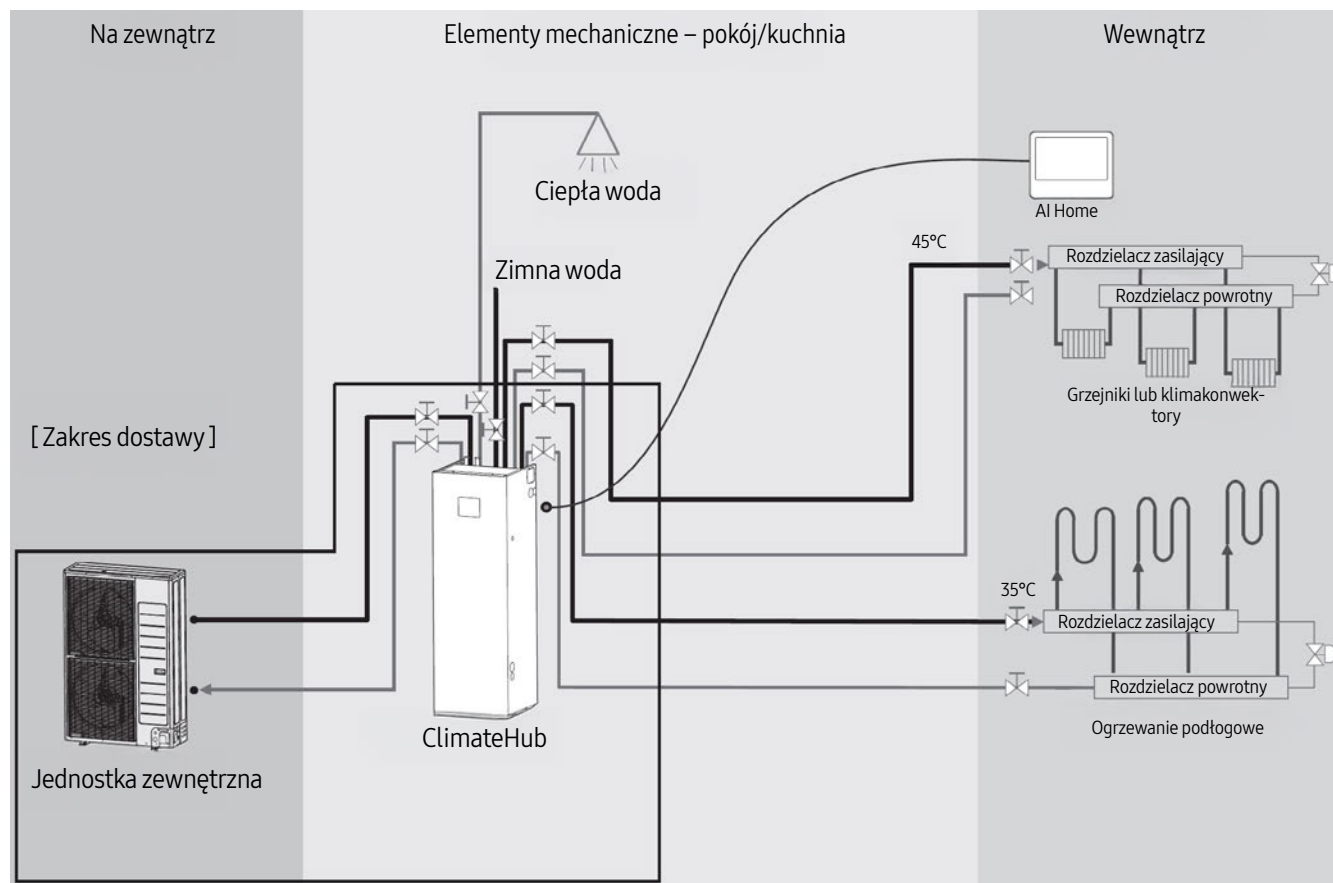 Na zewnątrz
Elementy mechaniczne – pokój/kuchnia
Wewnątrz
Ciepła woda
AI Home
Zimna woda
45°C
Rozdzielacz zasilający
Rozdzielacz powrotny
Grzejniki lub klimakonwek-
tory
[ Zakres dostawy ]
35°C
Rozdzielacz zasilający
Rozdzielacz powrotny
Ogrzewanie podłogowe
ClimateHub
Jednostka zewnętrzna